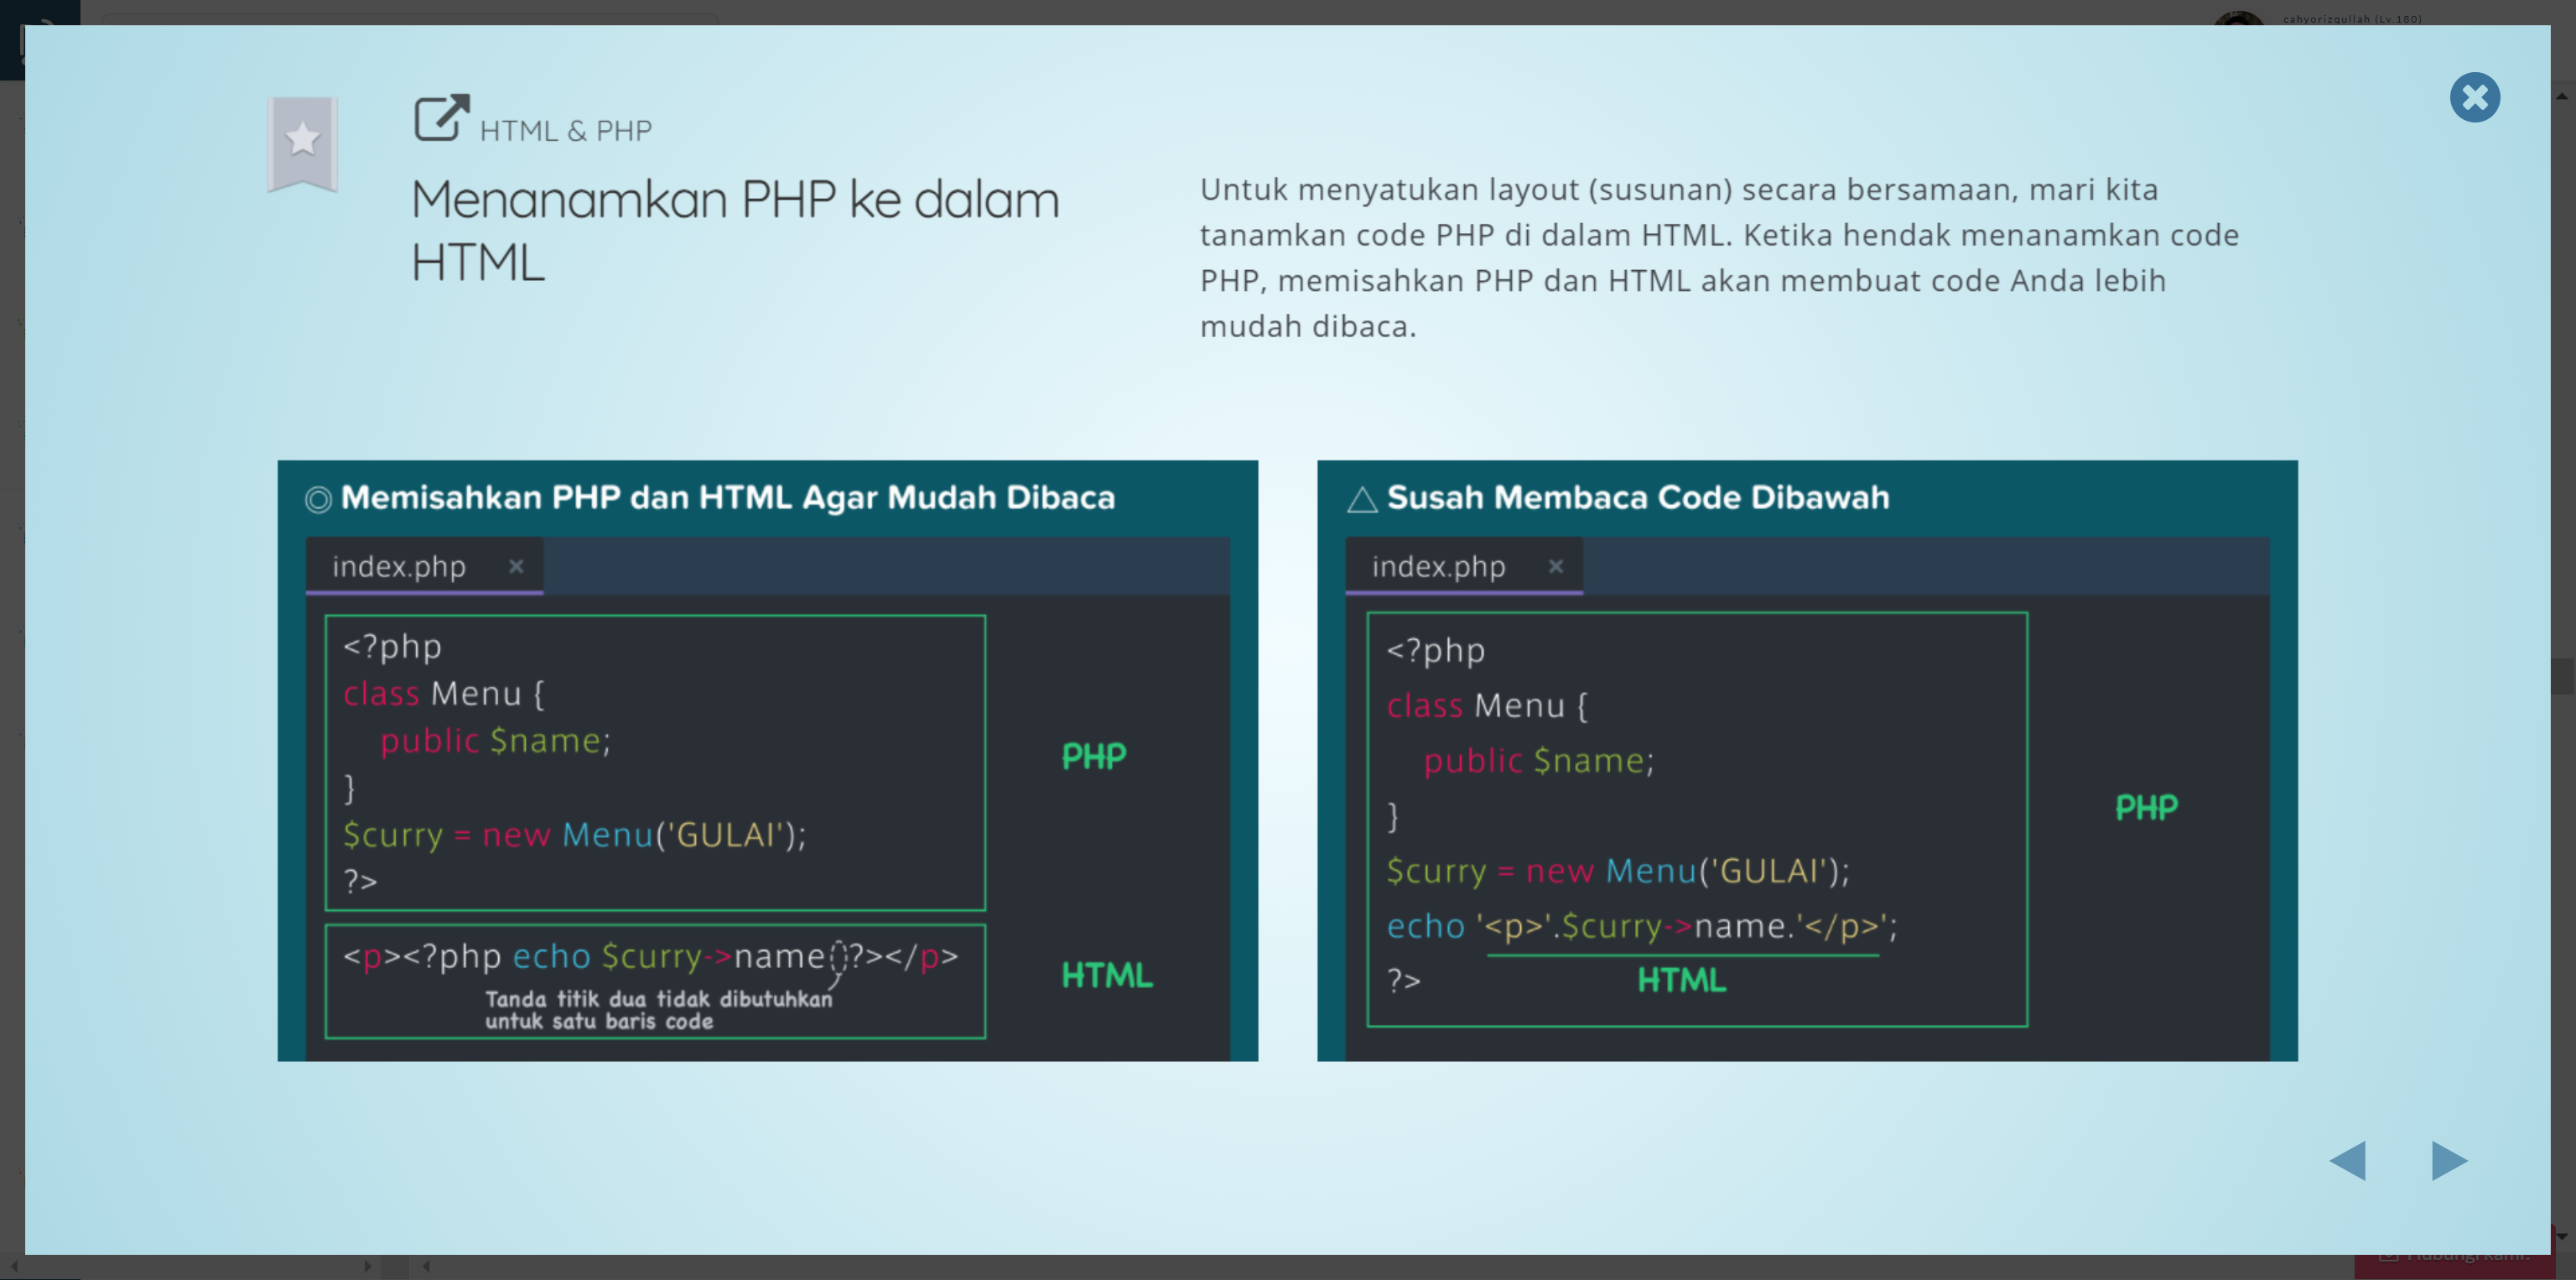 cahyorizqullah (Lv.180)
HTML & PHP
Menanamkan PHP ke dalam
HTML
Untuk menyatukan layout (susunan) secara bersamaan, mari kita
tanamkan code PHP di dalam HTML. Ketika hendak menanamkan code
PHP, memisahkan PHP dan HTML akan membuat code Anda lebih
mudah dibaca.
Memisahkan PHP dan HTML Agar Mudah Dibaca
index.php ×
<?php
class Menu {
public $name;
}
$curry = new Menu('GULAI');
?>
PHP
<p><?php echo $curry->name ?></p>
Tanda titik dua tidak dibutuhkan
untuk satu baris code
HTML
Susah Membaca Code Dibawah
index.php ×
<?php
class Menu {
public $name;
}
$curry = new Menu('GULAI');
echo '<p>'.$curry->name.'</p>';
?>
HTML
PHP
Hubungi kami